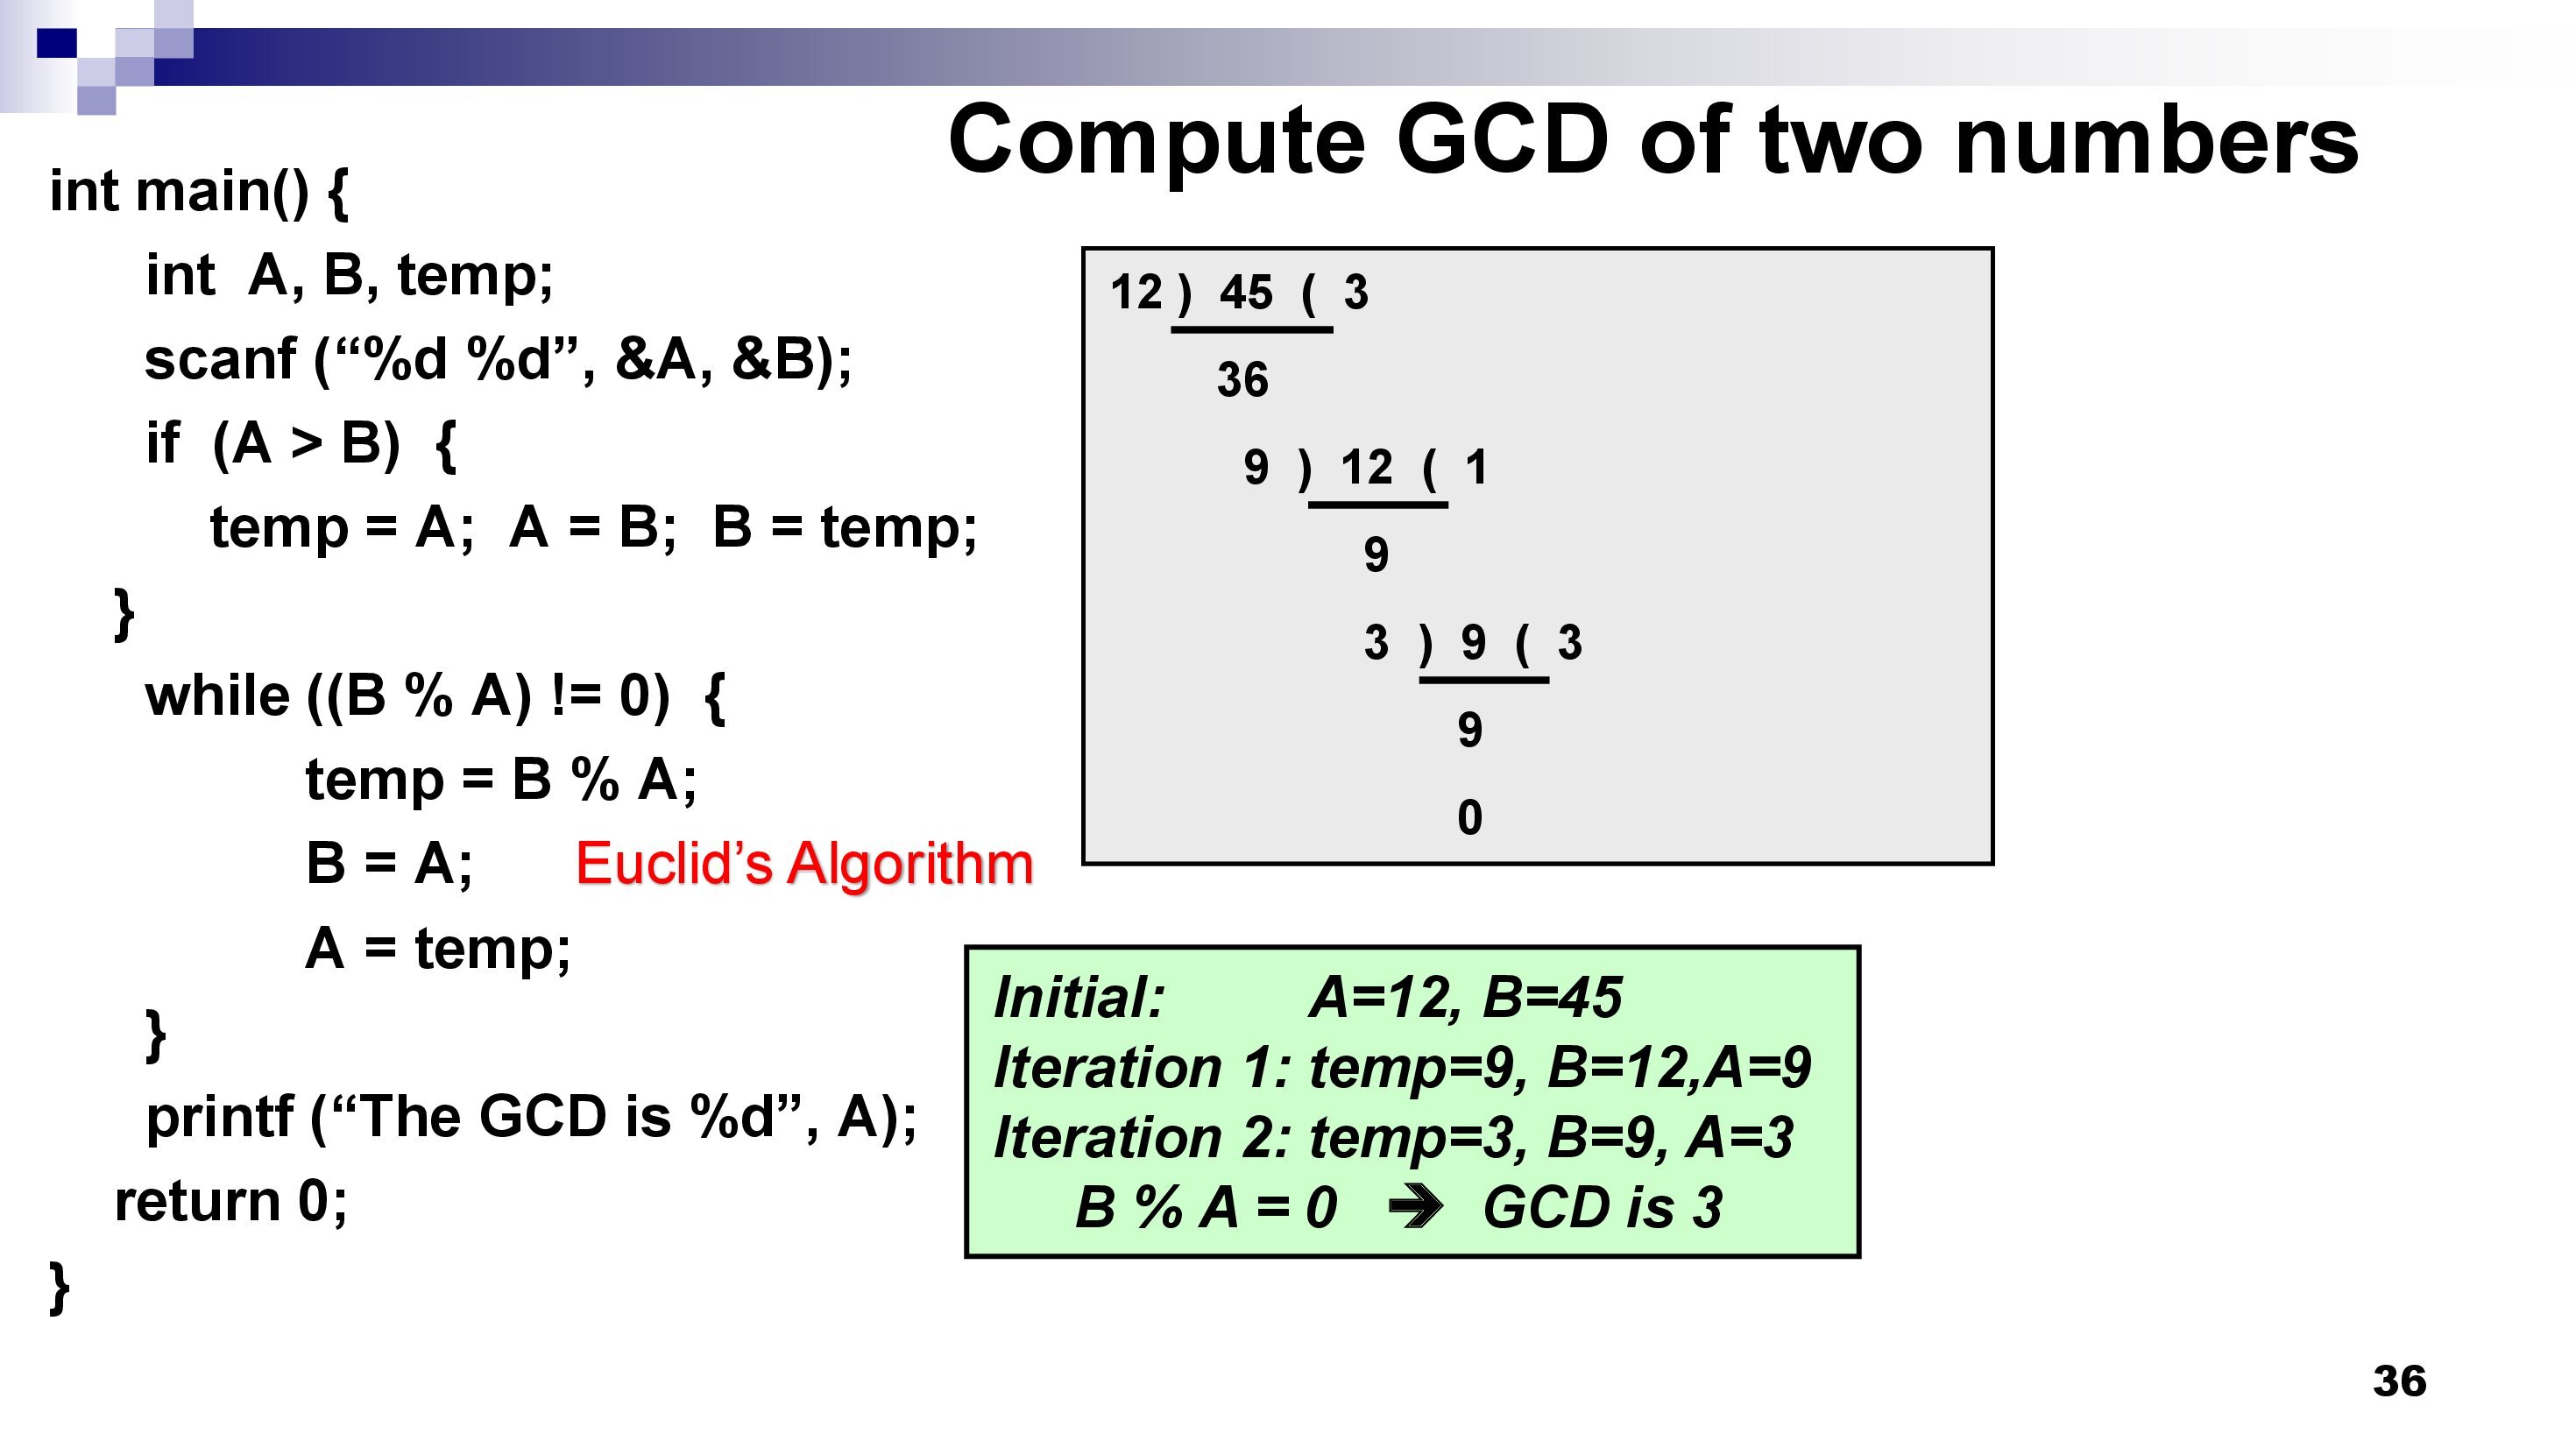 Compute GCD of two numbers
int main() {
int  A, B, temp;
scanf (“%d %d”, &A, &B);
if  (A > B)  {
temp = A;  A = B;  B = temp;
}
while ((B % A) != 0)  {
temp = B % A;
B = A;
Euclid’s Algorithm
A = temp;
}
printf (“The GCD is %d”, A);
return 0;
}
12 )  45  (  3
36
9  )  12  (  1
9
3  )  9  (  3
9
0
Initial:  A=12, B=45
Iteration 1: temp=9, B=12,A=9
Iteration 2: temp=3, B=9, A=3
B % A = 0  🡺  GCD is 3
36